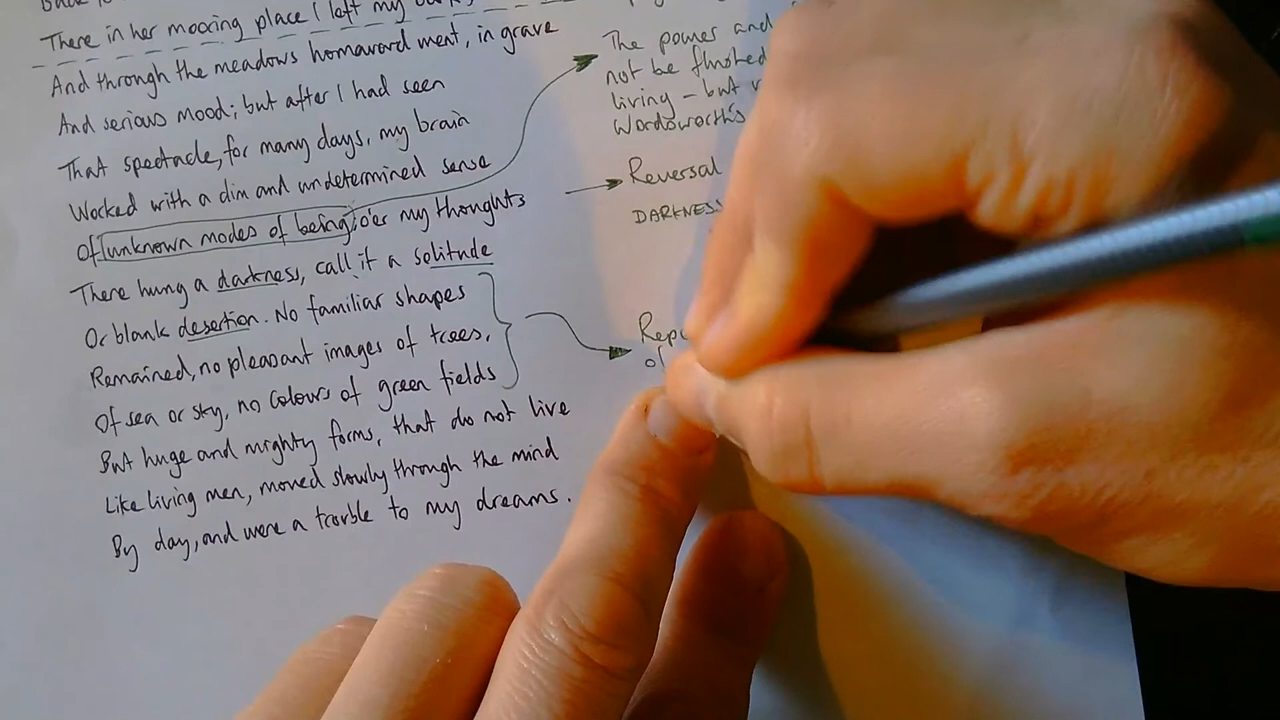 There in her mooring place I left my bark,
And through the meadows homeward went, in grave
And serious mood; but after I had seen
That spectacle, for many days, my brain
Worked with a dim and undetermined sense
Of unknown modes of being; o'er my thoughts
There hung a darkness, call it a solitude
Or blank desertion. No familiar shapes
Remained, no pleasant images of trees,
Of sea or sky, no colours of green fields
But huge and mighty forms, that do not live
Like living men, moved slowly through the mind
By day, and were a trouble to my dreams.
The power and
not be
living – but
Wordsworth's
Reversal
DARKNESS